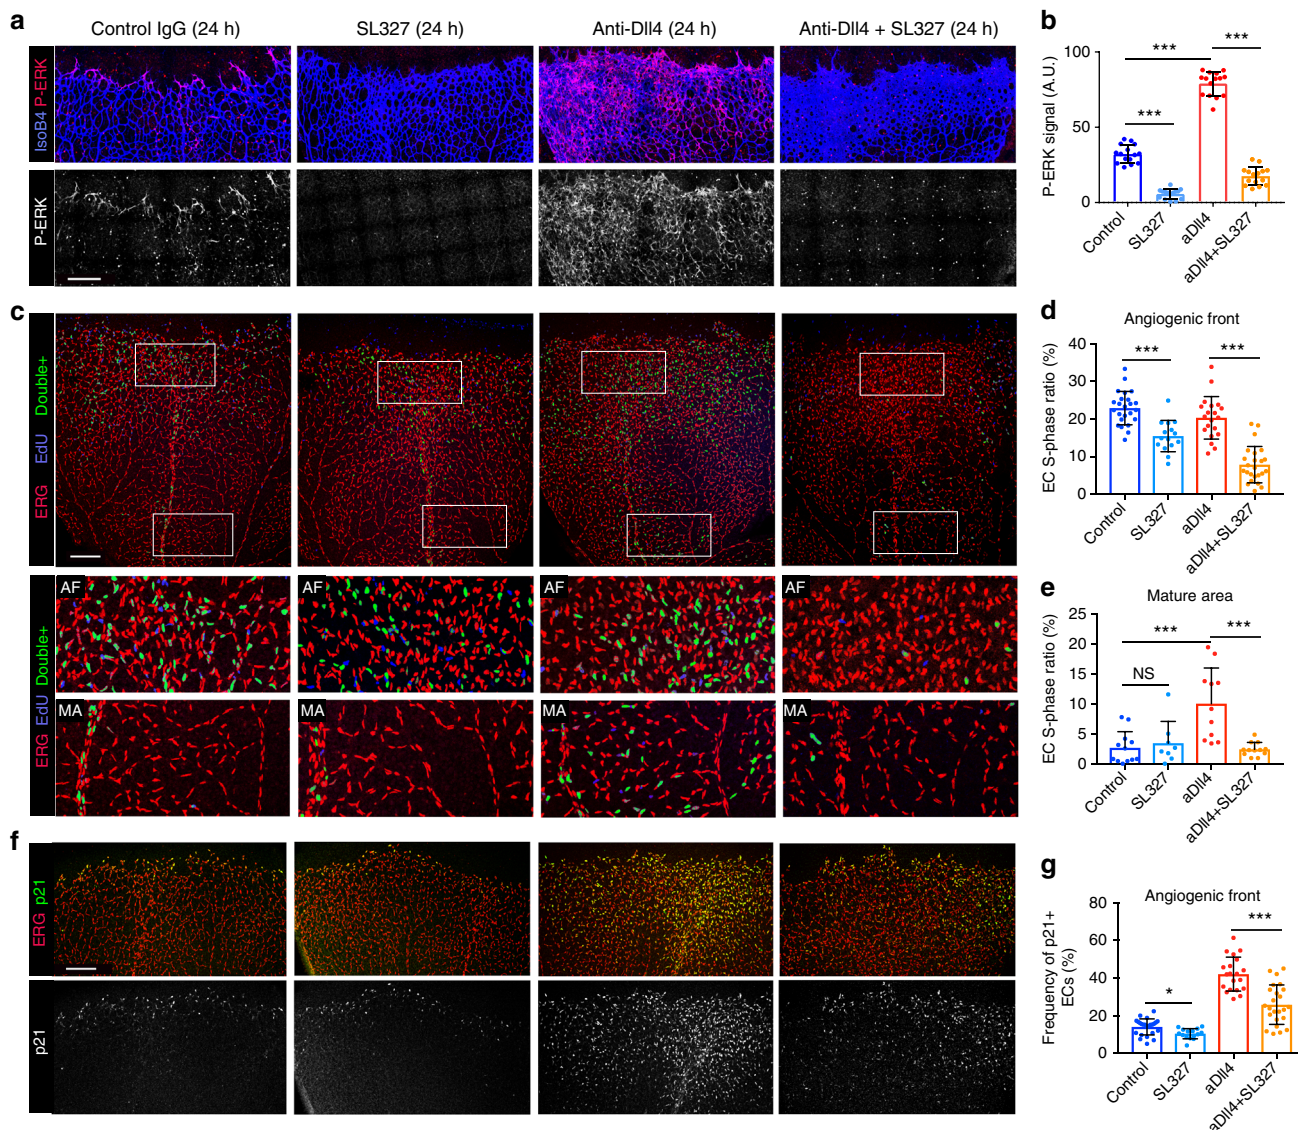 a
Control IgG (24 h)
SL327 (24 h)
Anti-Dll4 (24 h)
Anti-Dll4 + SL327 (24 h)
IsoB4 P-ERK
P-ERK
b
P-ERK signal (A.U.)
100
50
0
***
***
***
Control
SL327
aDll4
aDll4+SL327
c
ERG EdU Double+
ERG EdU Double+
AF
AF
AF
AF
MA
MA
MA
MA
d
Angiogenic front
EC S-phase ratio (%)
40
30
20
10
0
***
***
Control
SL327
aDll4
aDll4+SL327
e
Mature area
EC S-phase ratio (%)
25
20
15
10
5
0
***
***
NS
Control
SL327
aDll4
aDll4+SL327
f
ERG p21
p21
g
Angiogenic front
Frequency of p21+
ECs (%)
80
60
40
20
0
*
***
Control
SL327
aDll4
aDll4+SL327